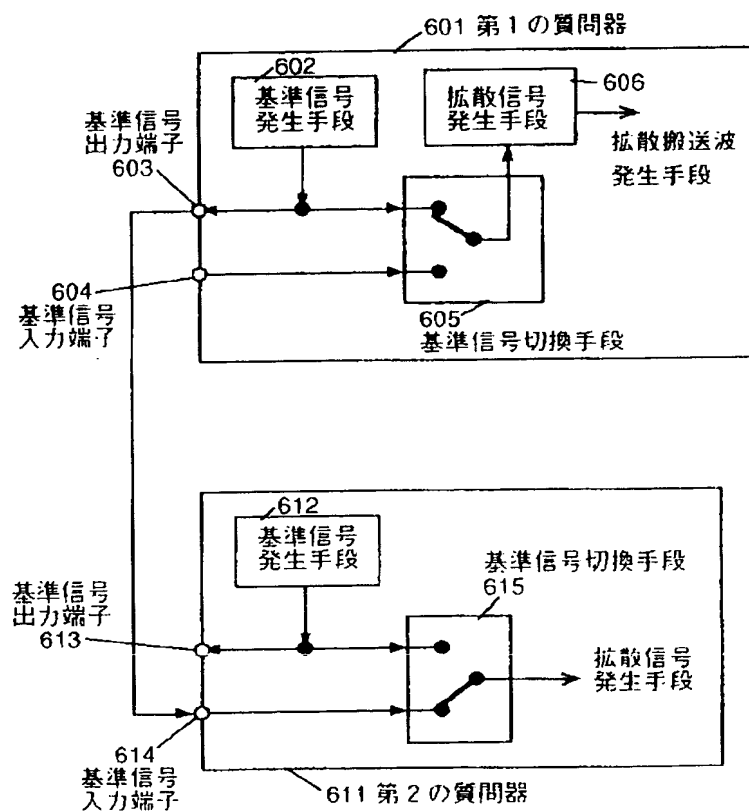 601 第1の質問器
602
基準信号
発生手段
拡散信号
発生手段
606
拡散搬送波
発生手段
基準信号
出力端子
603
604
基準信号
入力端子
605
基準信号切換手段
612
基準信号
発生手段
基準信号切換手段
615
基準信号
出力端子
613
拡散信号
発生手段
614
基準信号
入力端子
611 第2の質問器